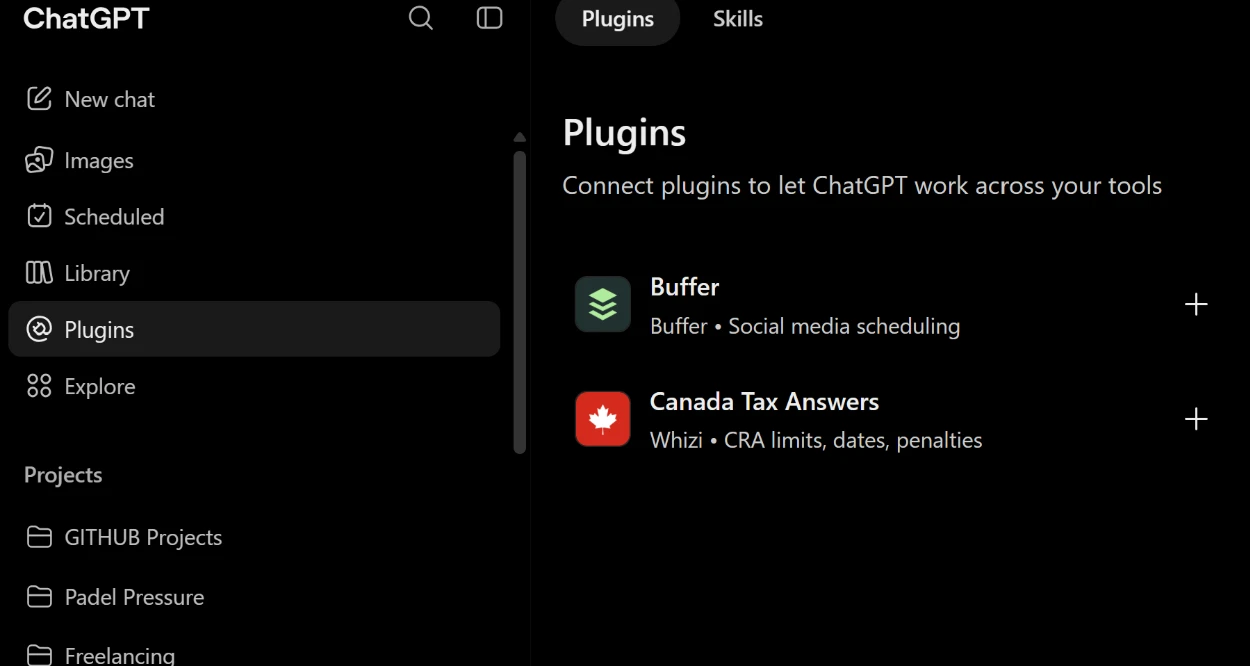 ChatGPT
New chat
Images
Scheduled
Library
Plugins
Explore
Projects
GITHUB Projects
Padel Pressure
Freelancing
Plugins
Skills
Plugins
Connect plugins to let ChatGPT work across your tools
Buffer
Buffer • Social media scheduling
Canada Tax Answers
Whizi • CRA limits, dates, penalties